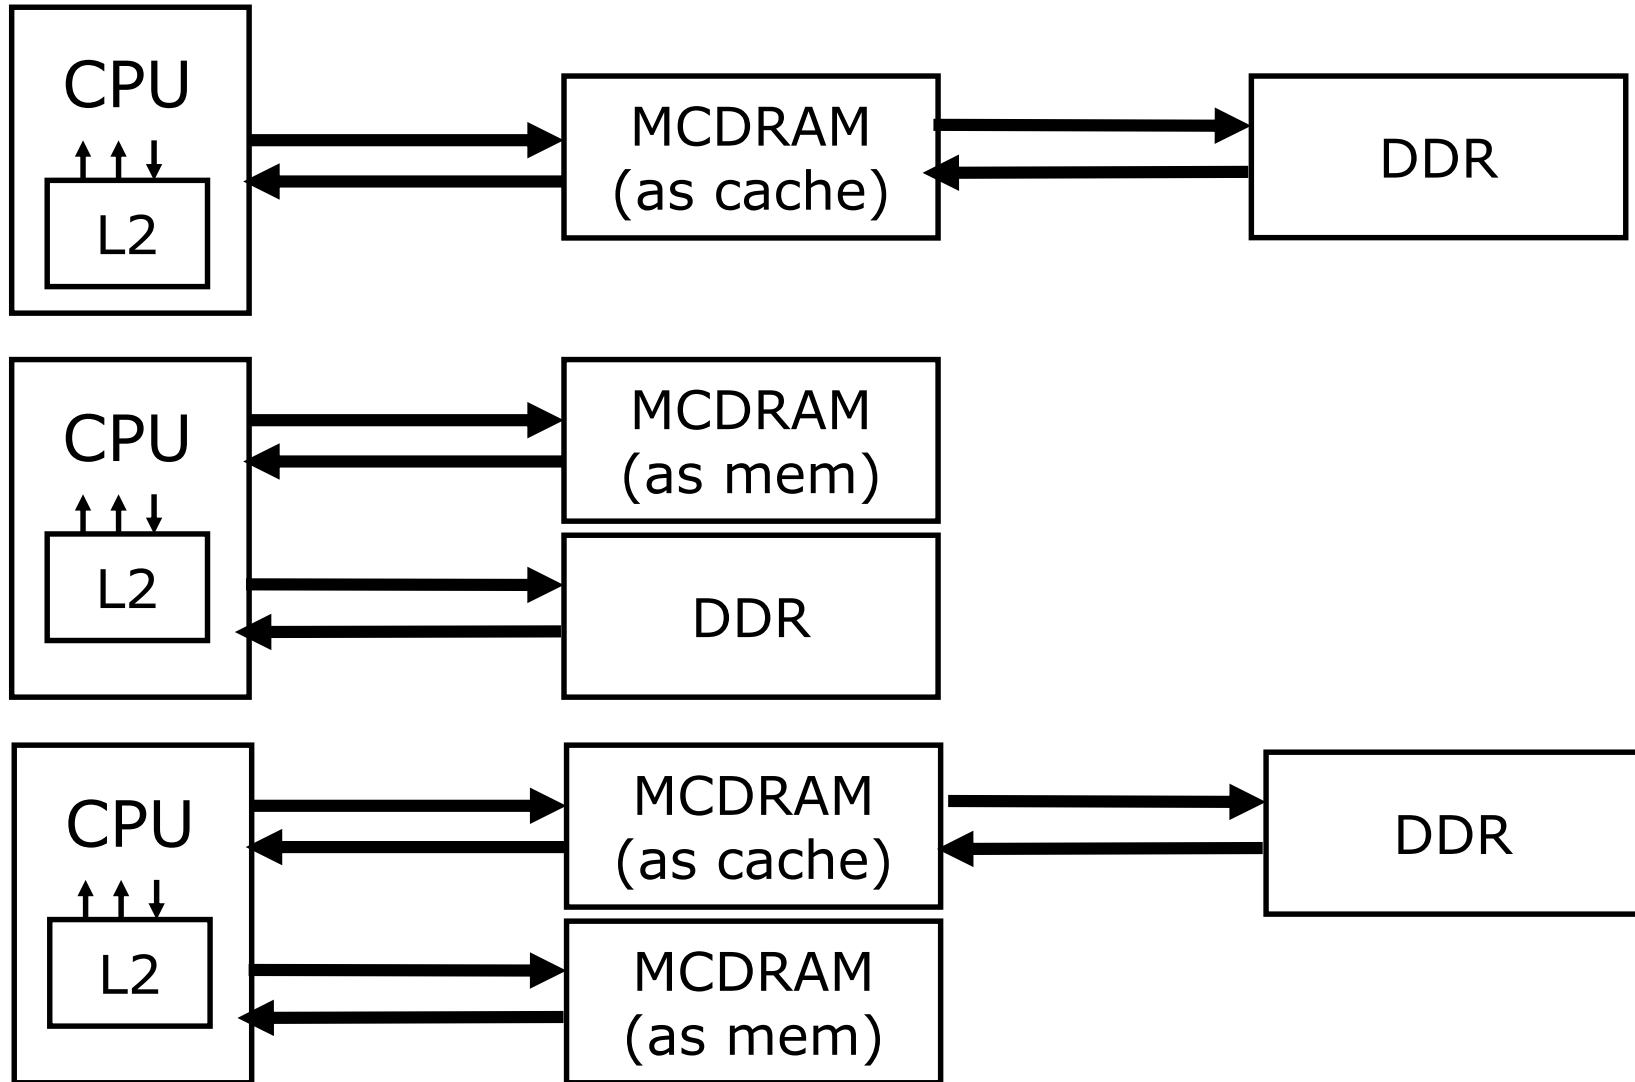 CPU
L2
MCDRAM
(as cache)
DDR
CPU
L2
MCDRAM
(as mem)
DDR
CPU
L2
MCDRAM
(as cache)
DDR
MCDRAM
(as mem)